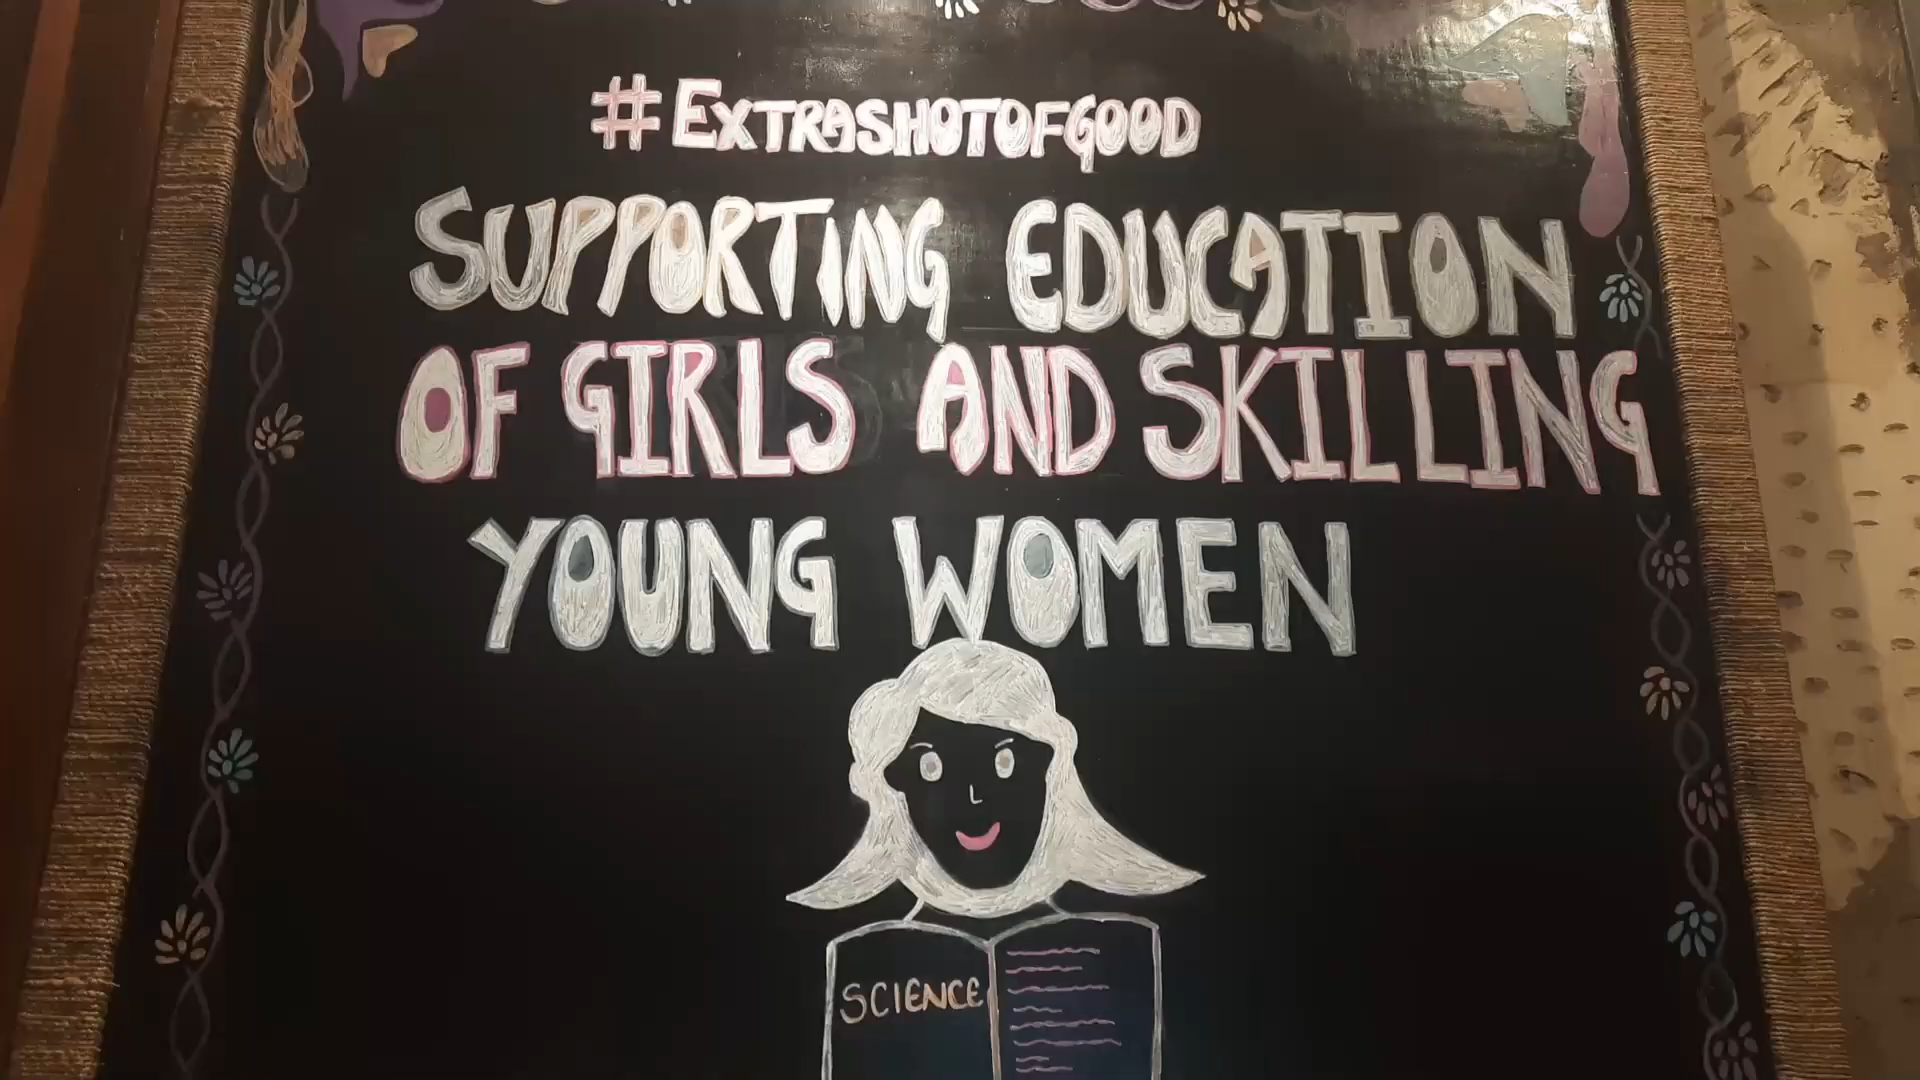 #EXTRASHOTOFGOOD
SUPPORTING EDUCATION
OF GIRLS AND SKILLING
YOUNG WOMEN
SCIENCE